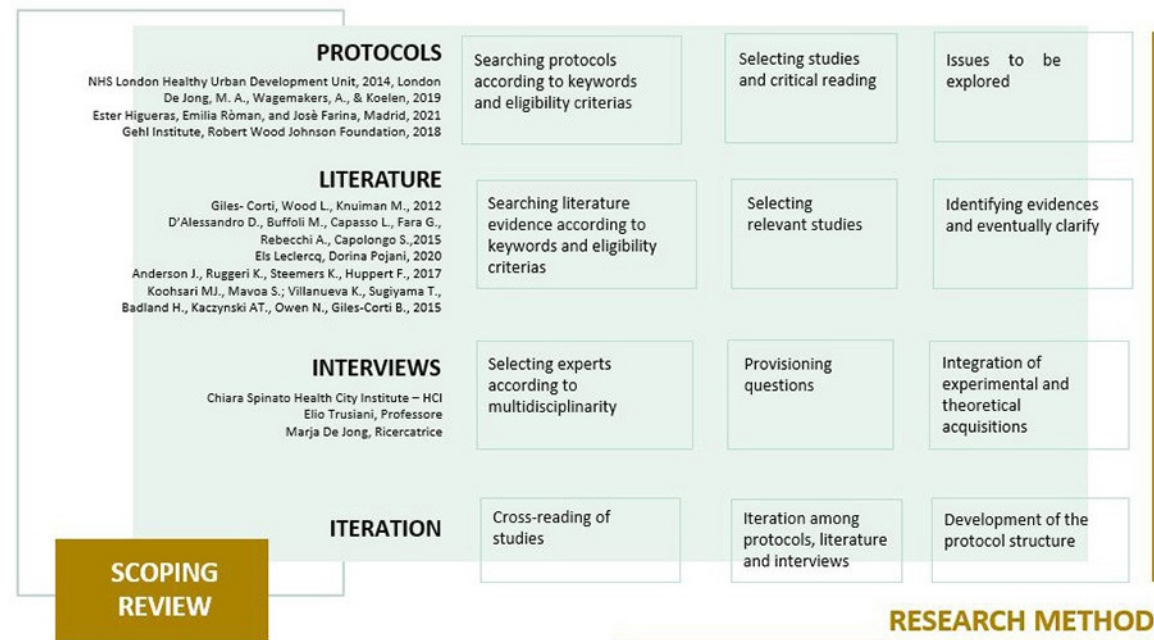 PROTOCOLS
NHS London Healthy Urban Development Unit, 2014, London
De Jong, M. A., Wagemakers, A., & Koelen, 2019
Ester Higueras, Emilia Ròman, and Josè Farina, Madrid, 2021
Gehl Institute, Robert Wood Johnson Foundation, 2018
Searching protocols
according to keywords
and eligibility criterias
Selecting studies
and critical reading
Issues to be
explored
LITERATURE
Giles- Corti, Wood L., Knuiman M., 2012
D'Alessandro D., Buffoli M., Capasso L., Fara G.,
Rebecchi A., Capolongo S.,2015
Els Leclercq, Dorina Pojani, 2020
Anderson J., Ruggeri K., Steemers K., Huppert F., 2017
Koohsari MJ., Mavoa S.; Villanueva K., Sugiyama T.,
Badland H., Kaczynski AT., Owen N., Giles-Corti B., 2015
Searching literature
evidence according to
keywords and eligibility
criterias
Selecting
relevant studies
Identifying evidences
and eventually clarify
INTERVIEWS
Chiara Spinato Health City Institute – HCI
Elio Trusiani, Professore
Marja De Jong, Ricercatrice
Selecting experts
according to
multidisciplinarity
Provisioning
questions
Integration of
experimental and
theoretical
acquisitions
ITERATION
Cross-reading of
studies
Iteration among
protocols, literature
and interviews
Development of the
protocol structure
SCOPING
REVIEW
RESEARCH METHOD